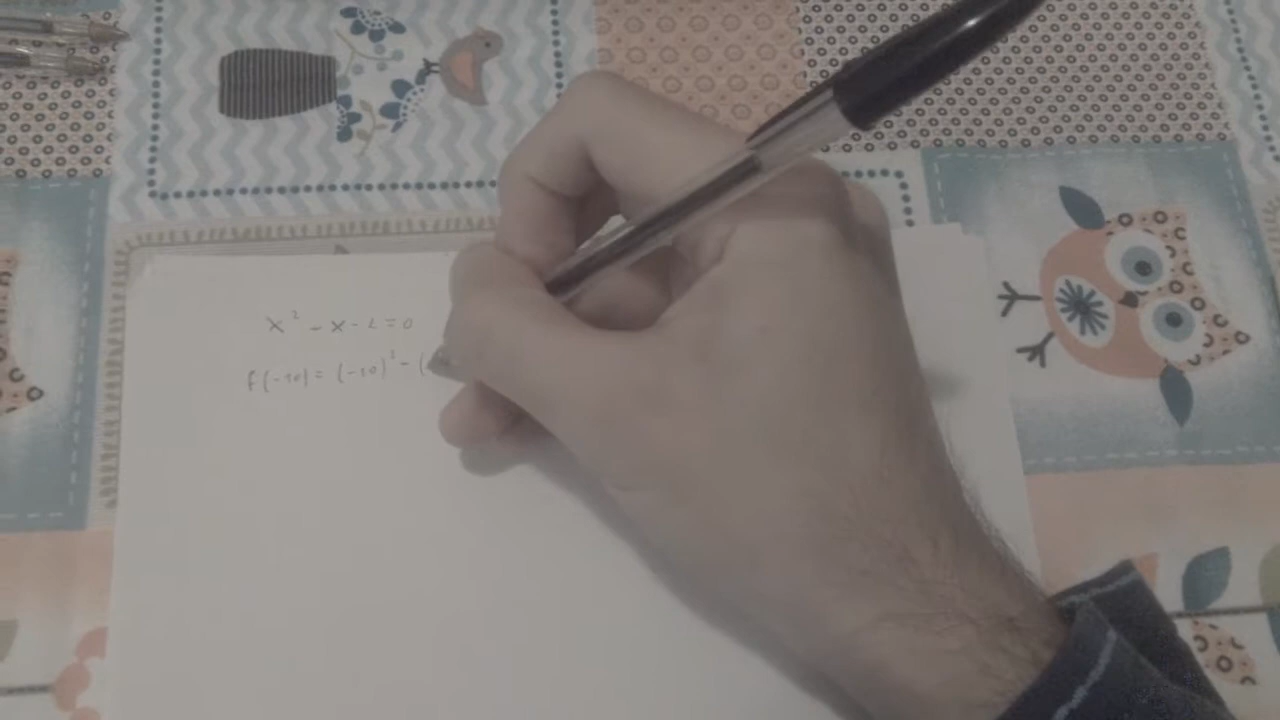 x² - x - 2 = 0
f(-10) = (-10)² - (